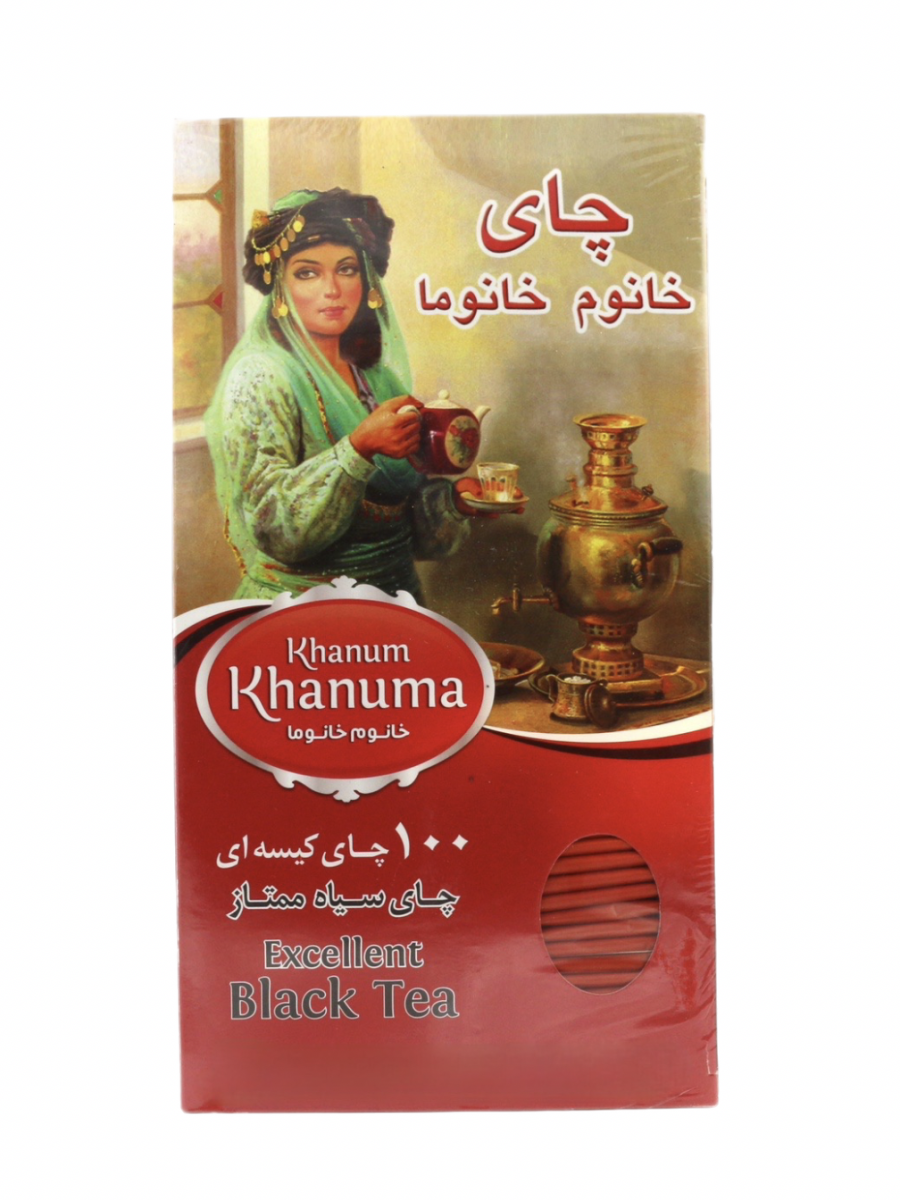 چای
خانوم خانوما
Khanum
Khanuma
خانوم خانوما
۱۰۰ چای کیسه ای
چای سیاه ممتاز
Excellent
Black Tea